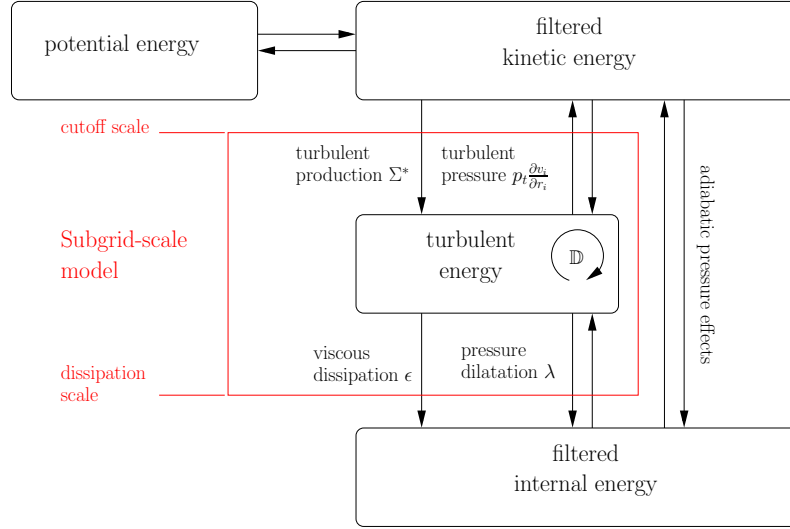 potential energy
filtered
kinetic energy
cutoff scale
turbulent
production Σ*
turbulent
pressure p_t ∂v_i/∂r_i
adiabatic pressure effects
Subgrid-scale
model
turbulent
energy
𝔻
viscous
dissipation ϵ
pressure
dilatation λ
dissipation
scale
filtered
internal energy